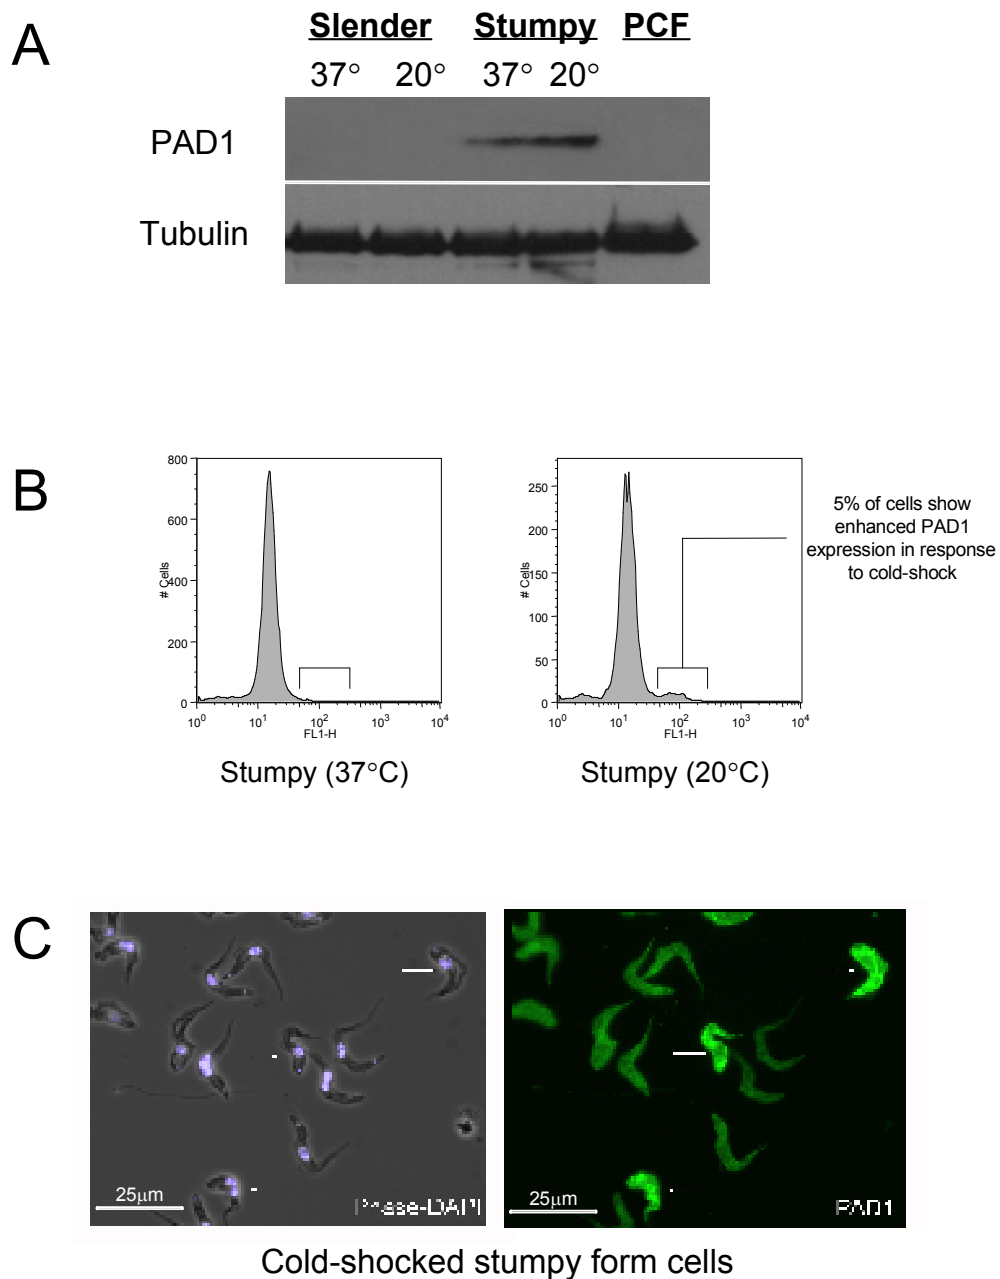 A
Slender Stumpy PCF
37° 20° 37° 20°
PAD1
Tubulin
B
800
600
400
200
0
# Cells
10⁰ 10¹ 10² 10³ 10⁴
FL1-H
Stumpy (37°C)
250
200
150
100
50
0
# Cells
10⁰ 10¹ 10² 10³ 10⁴
FL1-H
Stumpy (20°C)
5% of cells show
enhanced PAD1
expression in response
to cold-shock
C
25µm
Phase-DAPI
25µm
PAD1
Cold-shocked stumpy form cells